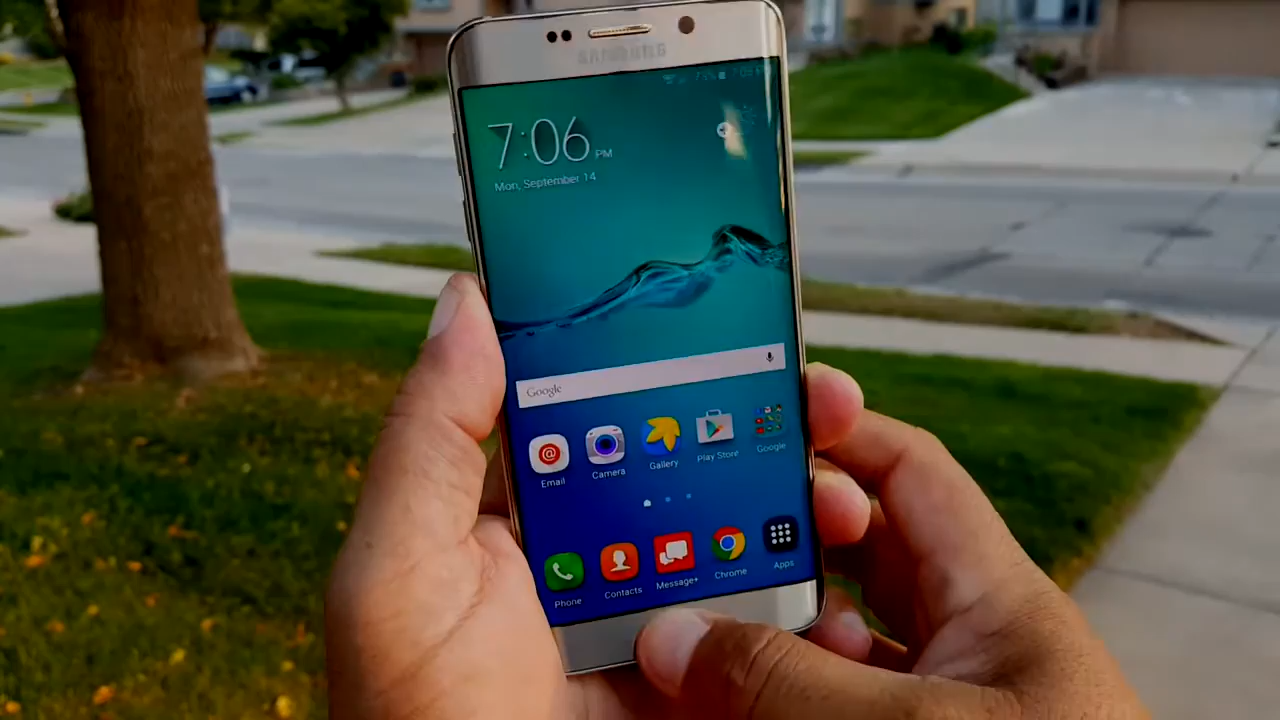 SAMSUNG
7:06 PM
Mon, September 14
Google
Email
Camera
Gallery
Play Store
Google
Phone
Contacts
Message+
Chrome
Apps